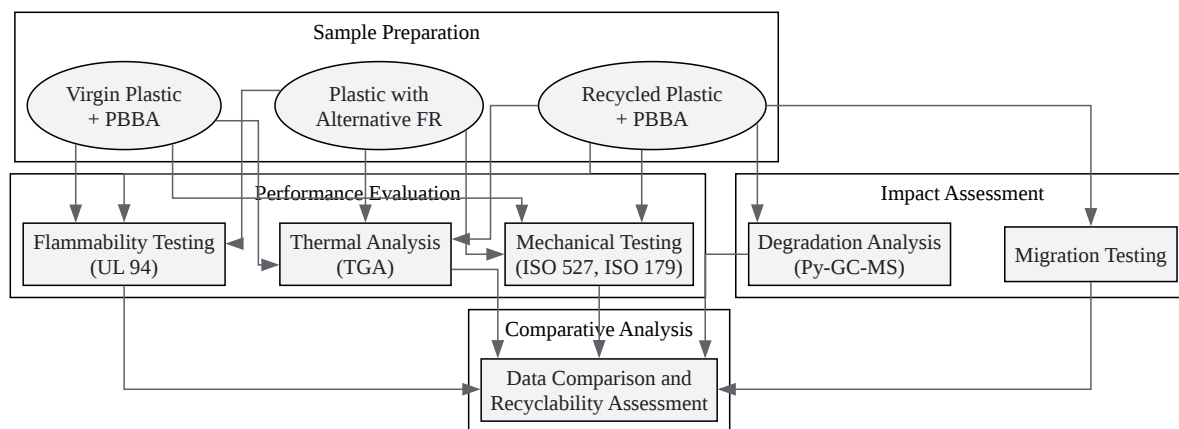 Sample Preparation
Virgin Plastic
+ PBBA
Plastic with
Alternative FR
Recycled Plastic
+ PBBA
Performance Evaluation
Flammability Testing
(UL 94)
Thermal Analysis
(TGA)
Mechanical Testing
(ISO 527, ISO 179)
Impact Assessment
Degradation Analysis
(Py-GC-MS)
Migration Testing
Comparative Analysis
Data Comparison and
Recyclability Assessment